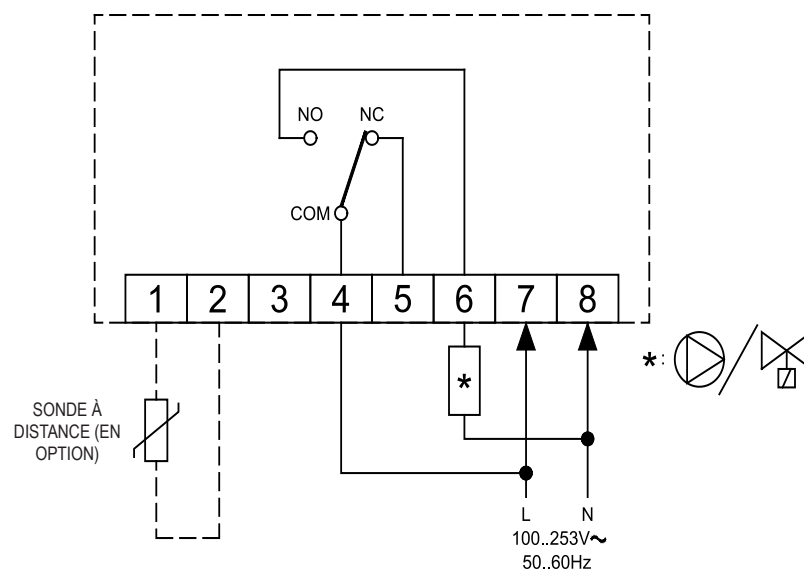 NO NC
COM
1 2 3 4 5 6 7 8
* * :
SONDE À
DISTANCE (EN
OPTION)
L N
100..253V~
50..60Hz